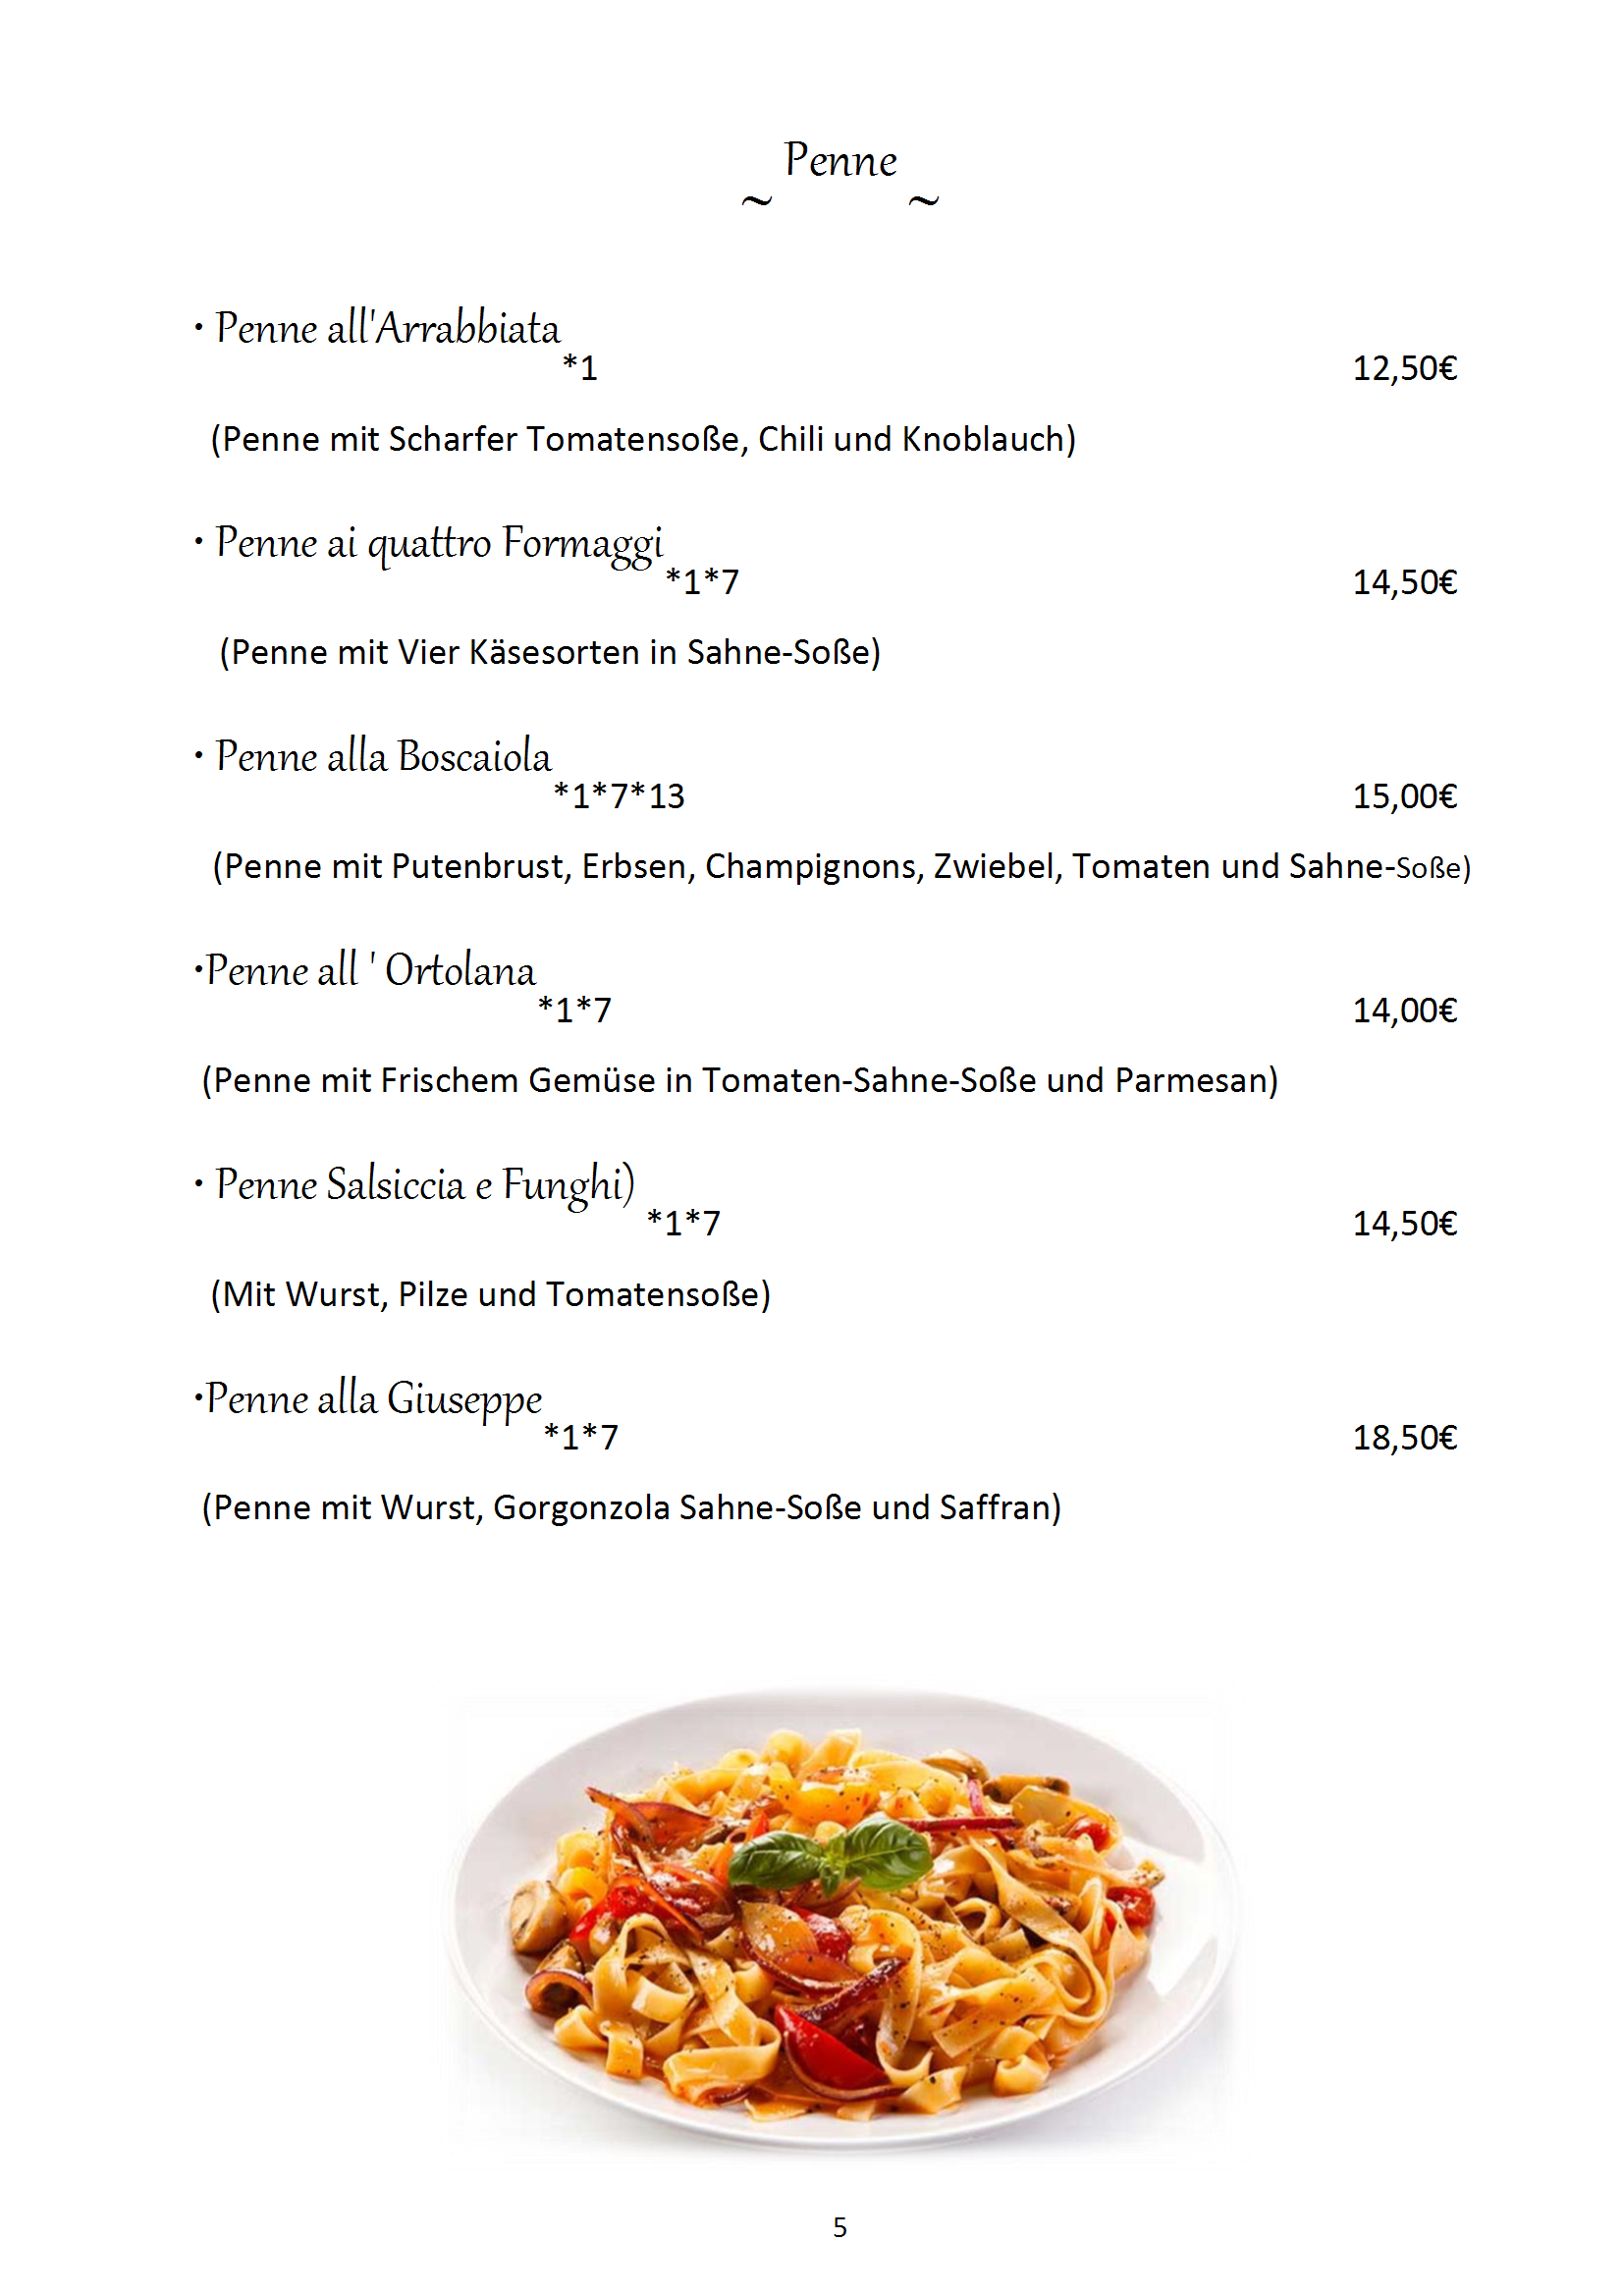 Penne
~ ~
• Penne all'Arrabbiata
*1 12,50€
(Penne mit Scharfer Tomatensoße, Chili und Knoblauch)
• Penne ai quattro Formaggi
*1*7 14,50€
(Penne mit Vier Käsesorten in Sahne-Soße)
• Penne alla Boscaiola
*1*7*13 15,00€
(Penne mit Putenbrust, Erbsen, Champignons, Zwiebel, Tomaten und Sahne-Soße)
•Penne all ' Ortolana
*1*7 14,00€
(Penne mit Frischem Gemüse in Tomaten-Sahne-Soße und Parmesan)
• Penne Salsiccia e Funghi)
*1*7 14,50€
(Mit Wurst, Pilze und Tomatensoße)
•Penne alla Giuseppe
*1*7 18,50€
(Penne mit Wurst, Gorgonzola Sahne-Soße und Saffran)
5